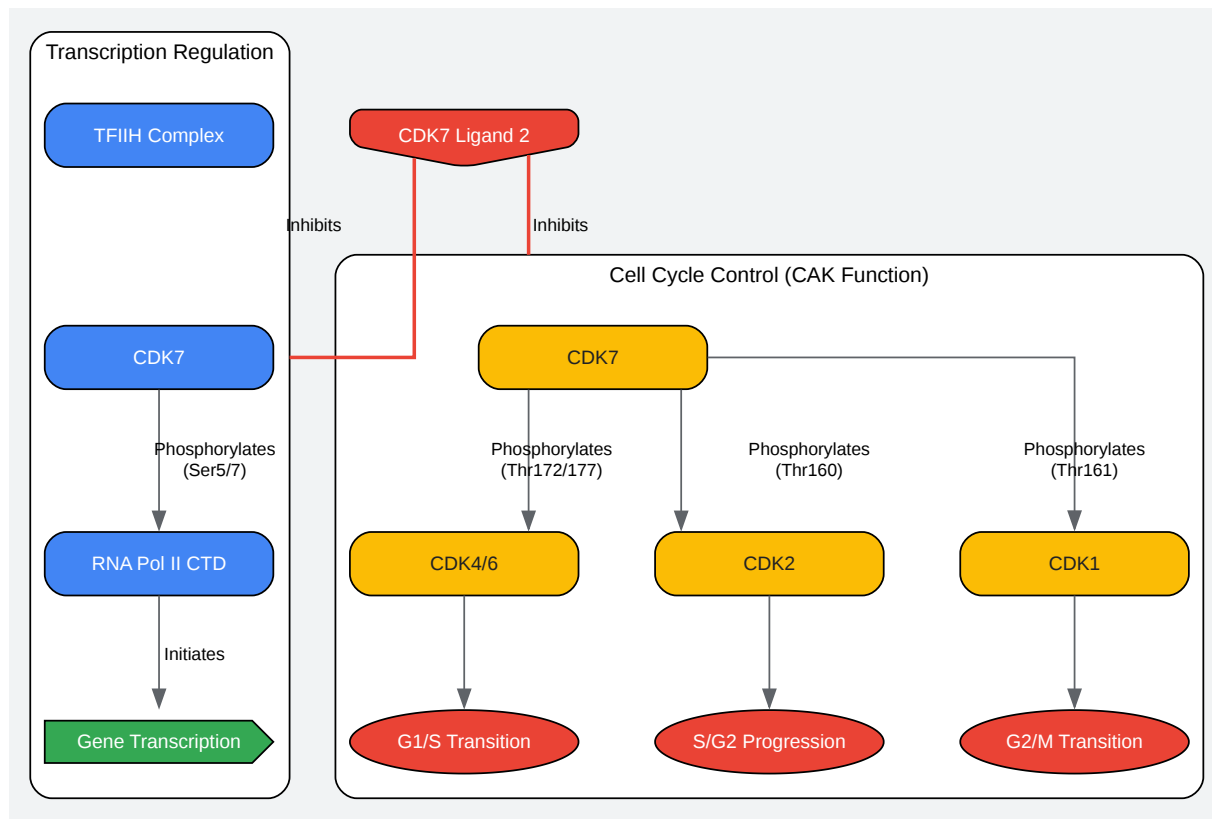 Transcription Regulation
TFIIH Complex
CDK7 Ligand 2
Inhibits
Inhibits
Cell Cycle Control (CAK Function)
CDK7
CDK7
Phosphorylates
(Ser5/7)
Phosphorylates
(Thr172/177)
Phosphorylates
(Thr160)
Phosphorylates
(Thr161)
RNA Pol II CTD
CDK4/6
CDK2
CDK1
Initiates
Gene Transcription
G1/S Transition
S/G2 Progression
G2/M Transition